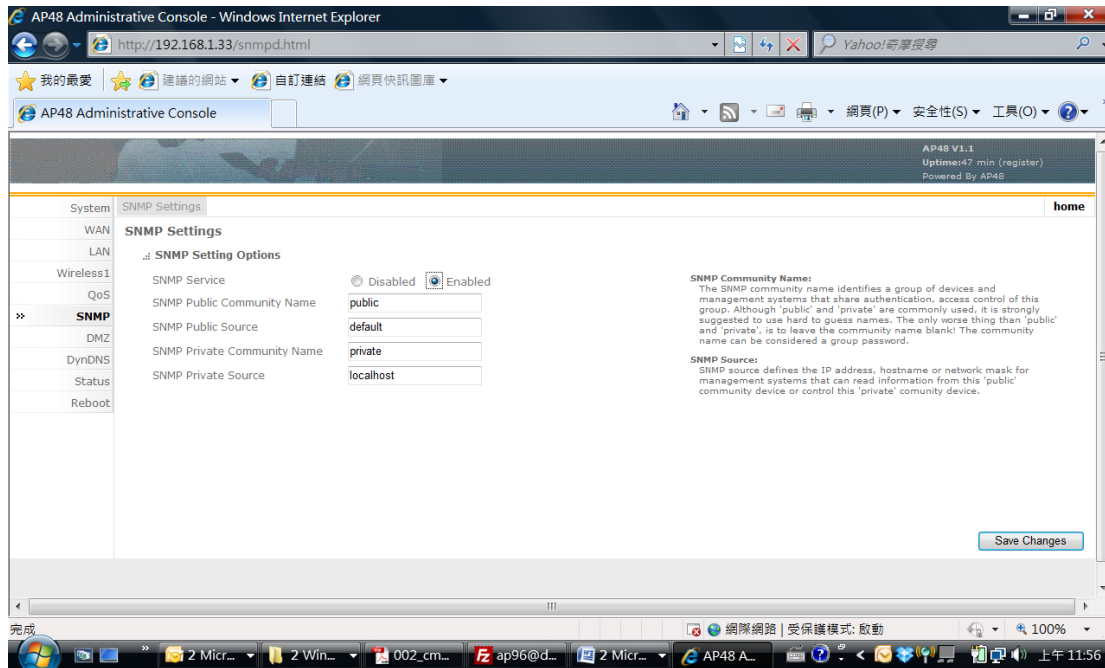 AP48 Administrative Console - Windows Internet Explorer
http://192.168.1.33/snmpd.html
Yahoo!奇摩搜尋
我的最愛 建議的網站 自訂連結 網頁快訊圖庫
AP48 Administrative Console
網頁(P) 安全性(S) 工具(O)
AP48 V1.1
Uptime:47 min (register)
Powered By AP48
System
WAN
LAN
Wireless1
QoS
» SNMP
DMZ
DynDNS
Status
Reboot
SNMP Settings
home
SNMP Settings
.: SNMP Setting Options
SNMP Service Disabled Enabled
SNMP Public Community Name public
SNMP Public Source default
SNMP Private Community Name private
SNMP Private Source localhost
SNMP Community Name:
The SNMP community name identifies a group of devices and
management systems that share authentication, access control of this
group. Although 'public' and 'private' are commonly used, it is strongly
suggested to use hard to guess names. The only worse thing than 'public'
and 'private', is to leave the community name blank! The community
name can be considered a group password.
SNMP Source:
SNMP source defines the IP address, hostname or network mask for
management systems that can read information from this 'public'
community device or control this 'private' comunity device.
Save Changes
完成
網際網路 | 受保護模式: 啟動
100%
2 Micr... 2 Win... 002_cm... ap96@d... 2 Micr... AP48 A... 上午 11:56